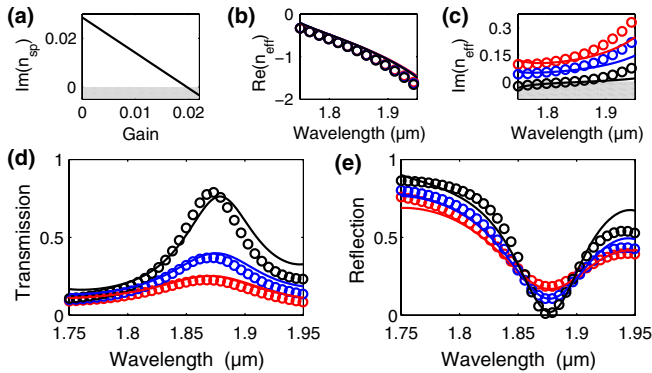 (a)
0.03
0
Im(n_sp)
0 0.01 0.02
Gain
(b)
0
−1
−2
Re(n_eff)
1.8 1.9
Wavelength (μm)
(c)
0.3
0.15
0
Im(n_eff)
1.8 1.9
Wavelength (μm)
(d)
1
0.5
0
Transmission
1.75 1.8 1.85 1.9 1.95
Wavelength (μm)
(e)
1
0.5
0
Reflection
1.75 1.8 1.85 1.90 1.95
Wavelength (μm)